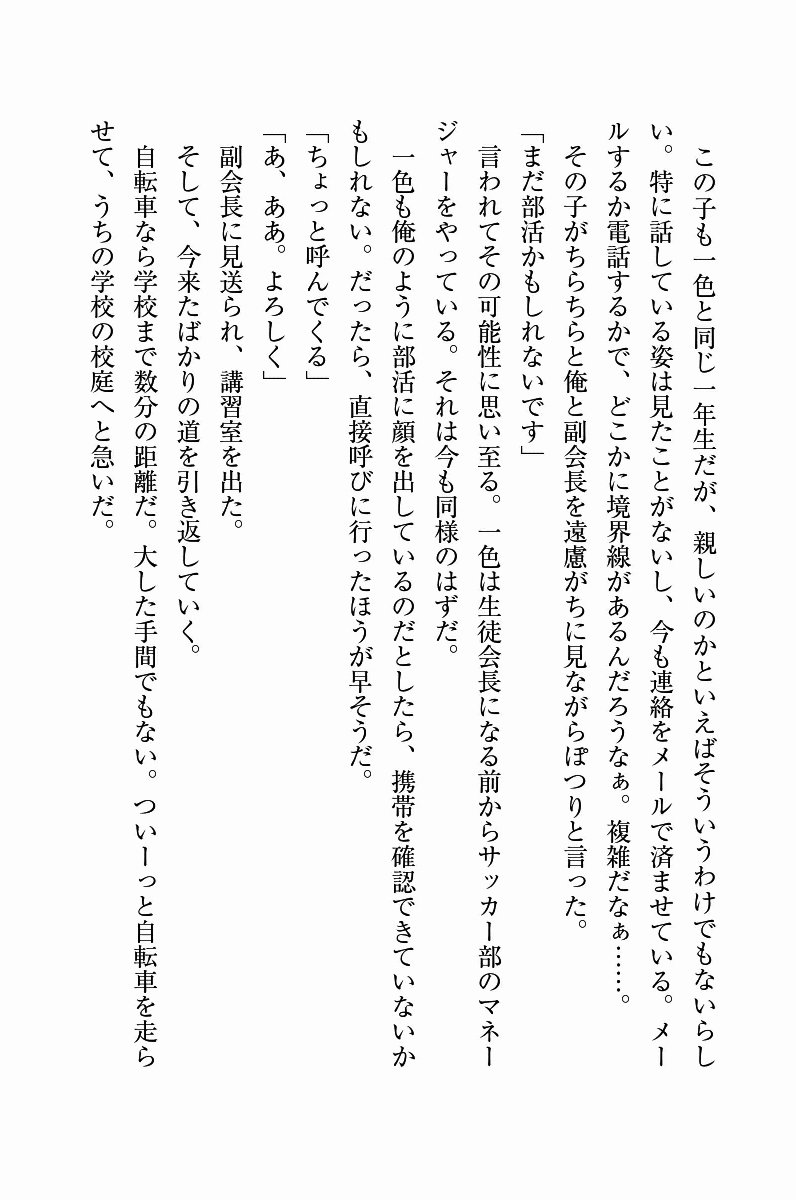 この子も一色と同じ一年生だが、親しいのかといえばそういうわけでもないらし
い。特に話している姿は見たことがないし、今も連絡をメールで済ませている。メー
ルするか電話するかで、どこかに境界線があるんだろうなぁ。複雑だなぁ……。
　その子がちらちらと俺と副会長を遠慮がちに見ながらぽつりと言った。
「まだ部活かもしれないです」
　言われてその可能性に思い至る。一色は生徒会長になる前からサッカー部のマネー
ジャーをやっている。それは今も同様のはずだ。
　一色も俺のように部活に顔を出しているのだとしたら、携帯を確認できていないか
もしれない。だったら、直接呼びに行ったほうが早そうだ。
「ちょっと呼んでくる」
「あ、ああ。よろしく」
　副会長に見送られ、講習室を出た。
　そして、今来たばかりの道を引き返していく。
　自転車なら学校まで数分の距離だ。大した手間でもない。ついーっと自転車を走ら
せて、うちの学校の校庭へと急いだ。